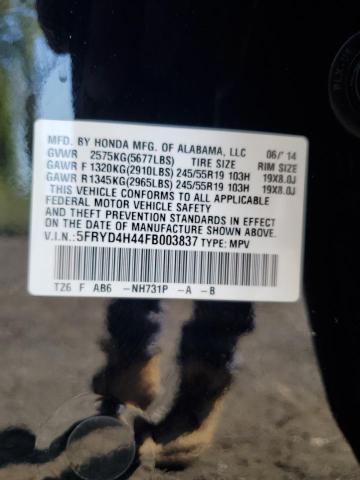 MFD. BY HONDA MFG. OF ALABAMA, LLC 06/'14
GVWR 2575KG(5677LBS) TIRE SIZE RIM SIZE
GAWR F 1320KG(2910LBS) 245/55R19 103H 19X8.0J
GAWR R1345KG(2965LBS) 245/55R19 103H 19X8.0J
THIS VEHICLE CONFORMS TO ALL APPLICABLE
FEDERAL MOTOR VEHICLE SAFETY AND
THEFT PREVENTION STANDARDS IN EFFECT
ON THE DATE OF MANUFACTURE SHOWN ABOVE.
V.I.N.: 5FRYD4H44FB003837 TYPE: MPV
TZ6 F AB6 -NH731P -A -B